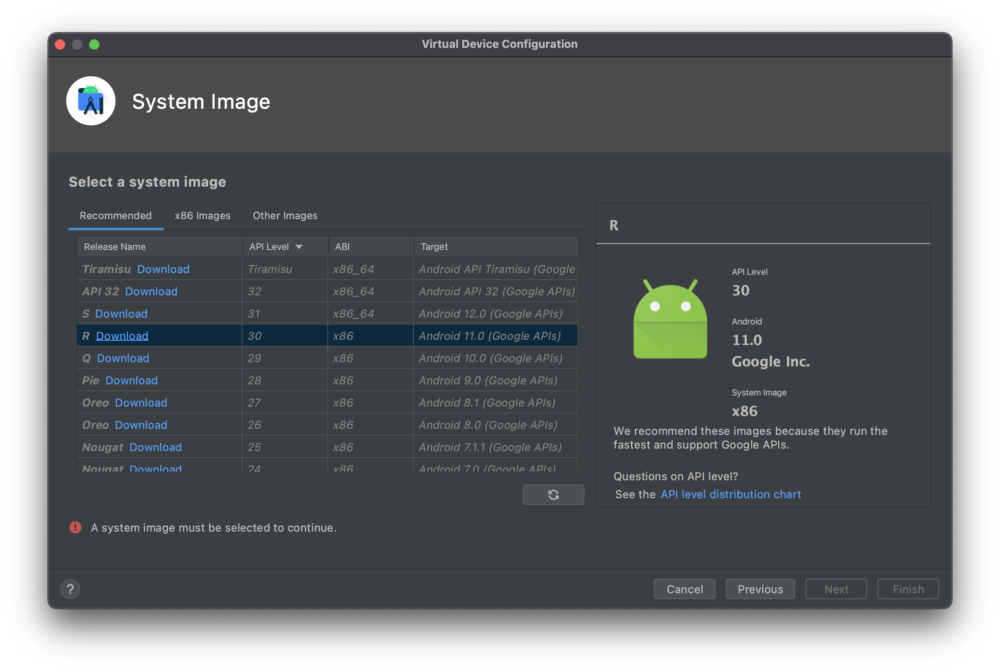 Virtual Device Configuration
System Image
Select a system image
Recommended x86 Images Other Images
Release Name API Level ABI Target
Tiramisu Download Tiramisu x86_64 Android API Tiramisu (Google
API 32 Download 32 x86_64 Android API 32 (Google APIs)
S Download 31 x86_64 Android 12.0 (Google APIs)
R Download 30 x86 Android 11.0 (Google APIs)
Q Download 29 x86 Android 10.0 (Google APIs)
Pie Download 28 x86 Android 9.0 (Google APIs)
Oreo Download 27 x86 Android 8.1 (Google APIs)
Oreo Download 26 x86 Android 8.0 (Google APIs)
Nougat Download 25 x86 Android 7.1.1 (Google APIs)
Nougat Download 24 x86 Android 7.0 (Google APIs)
R
API Level
30
Android
11.0
Google Inc.
System Image
x86
We recommend these images because they run the
fastest and support Google APIs.
Questions on API level?
See the API level distribution chart
A system image must be selected to continue.
? Cancel Previous Next Finish